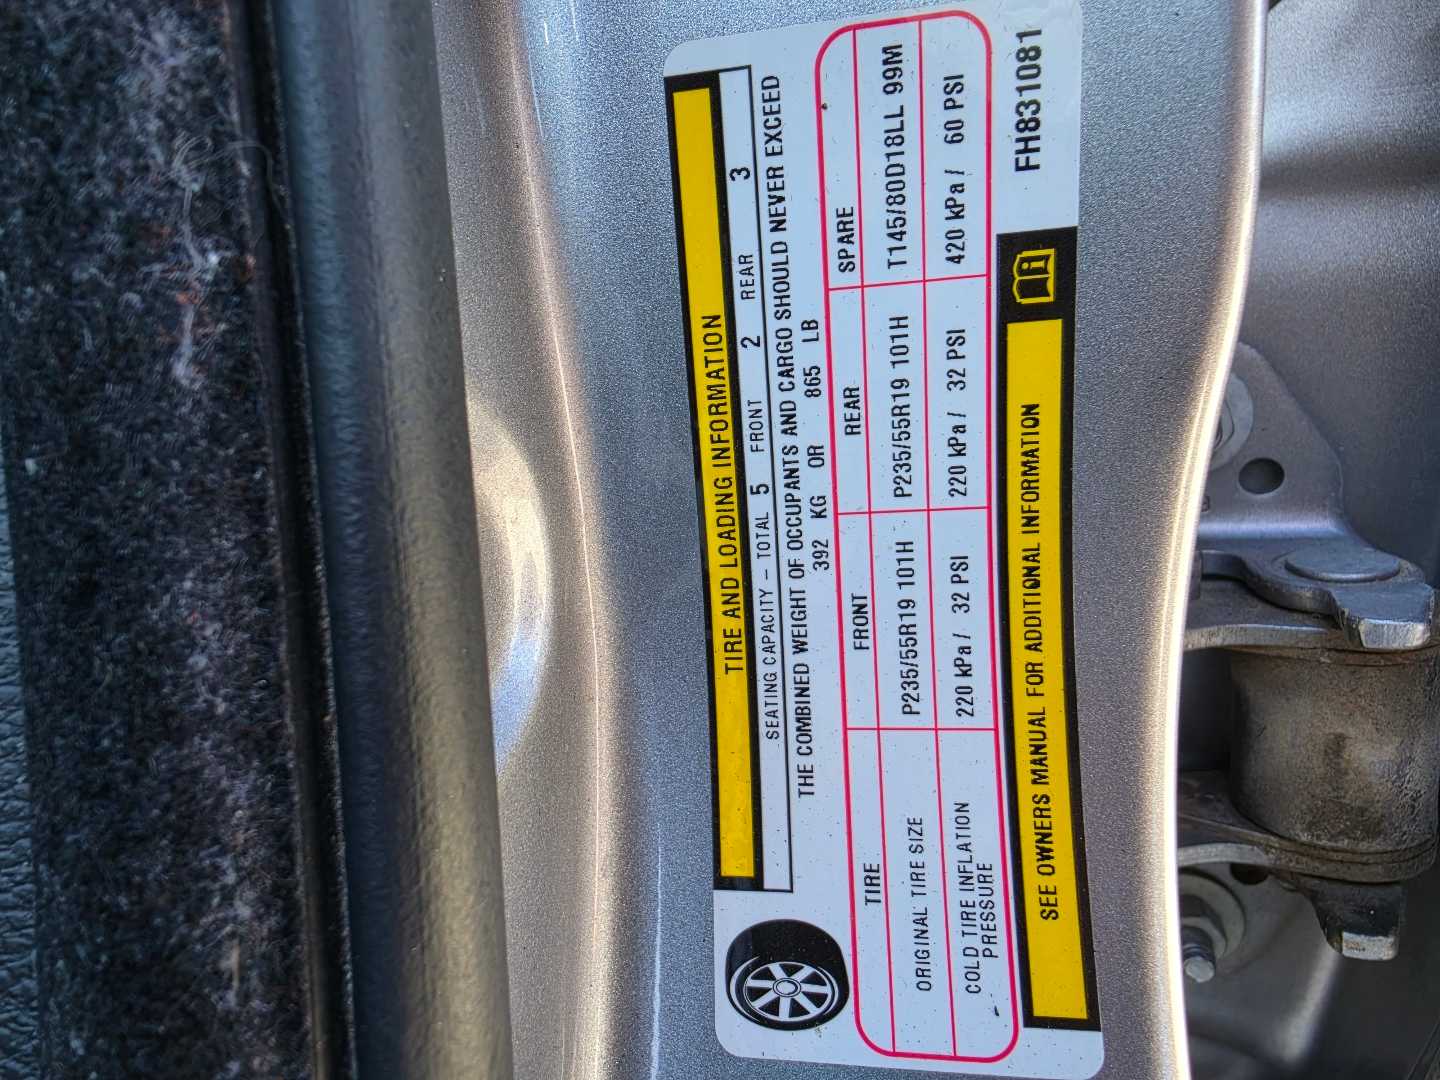 TIRE AND LOADING INFORMATION
SEATING CAPACITY – TOTAL 5 FRONT 2 REAR 3
THE COMBINED WEIGHT OF OCCUPANTS AND CARGO SHOULD NEVER EXCEED
392 KG OR 865 LB
TIRE FRONT REAR SPARE
ORIGINAL TIRE SIZE P235/55R19 101H P235/55R19 101H T145/80D18LL 99M
COLD TIRE INFLATION PRESSURE 220 kPa / 32 PSI 220 kPa / 32 PSI 420 kPa / 60 PSI
SEE OWNERS MANUAL FOR ADDITIONAL INFORMATION FH831081